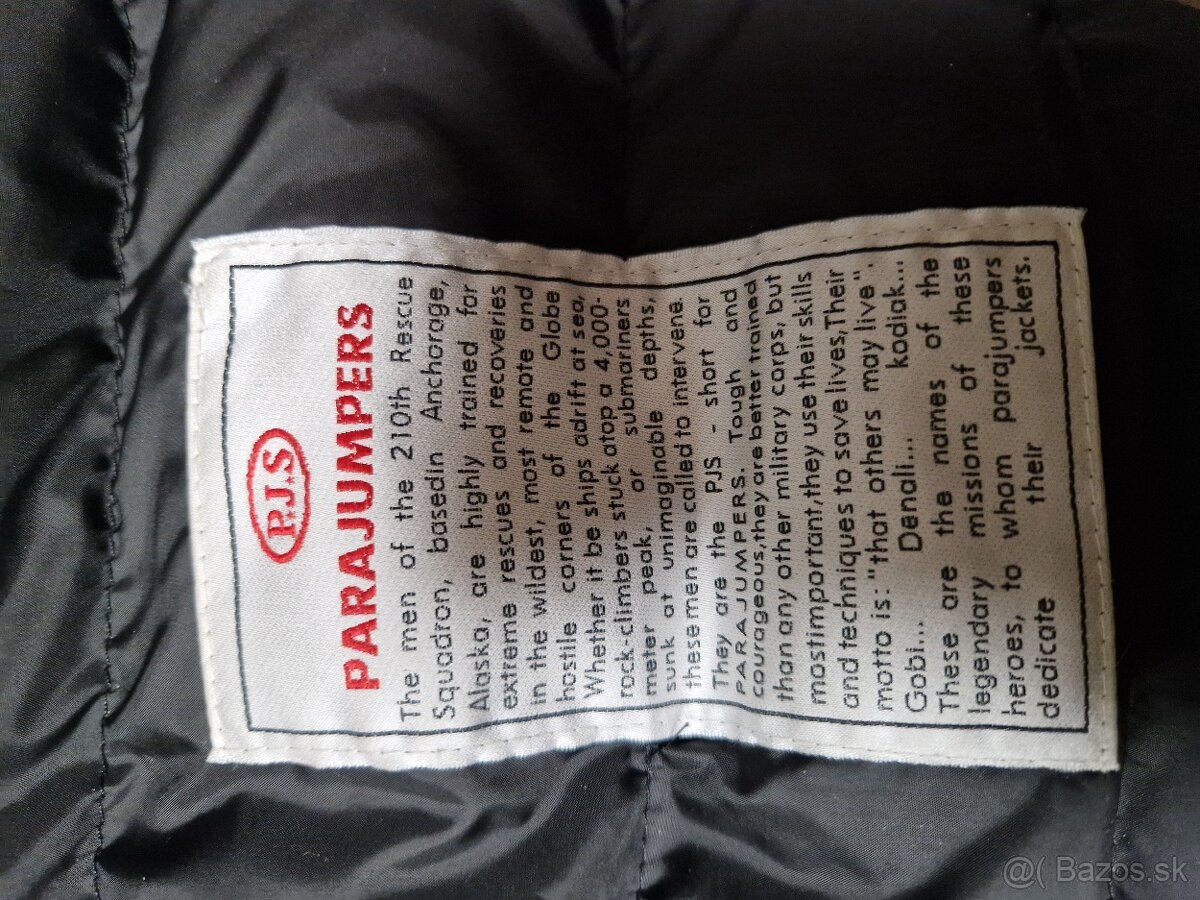 P.J.S
PARAJUMPERS
The men of the 210th Rescue
Squadron, basedin Anchorage,
Alaska, are highly trained for
extreme rescues and recoveries
in the wildest, most remote and
hostile corners of the Globe
Whether it be ships adrift at sea,
rock-climbers stuck atop a 4,000-
meter peak, or submariners
sunk at unimaginable depths,
these men are called to intervene.
They are the PJS - short for
PARAJUMPERS. Tough and
courageous,they are better trained
than any other military corps, but
mostimportant,they use their skills
and techniques to save lives,Their
motto is: "that others may live".
Gobi... Denali... kodiak...
These are the names of the
legendary missions of these
heroes, to whom parajumpers
dedicate their jackets.
@( Bazos.sk